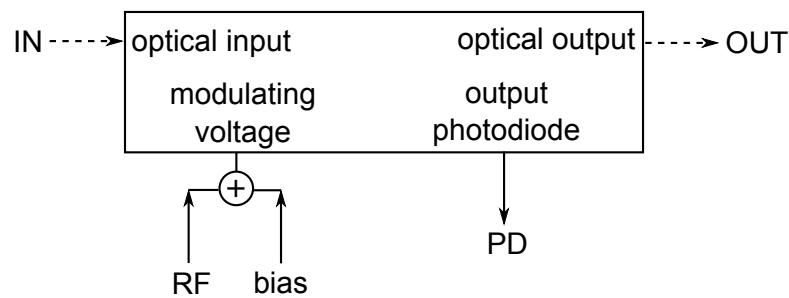 IN
optical input
optical output
OUT
modulating
voltage
output
photodiode
+
PD
RF
bias